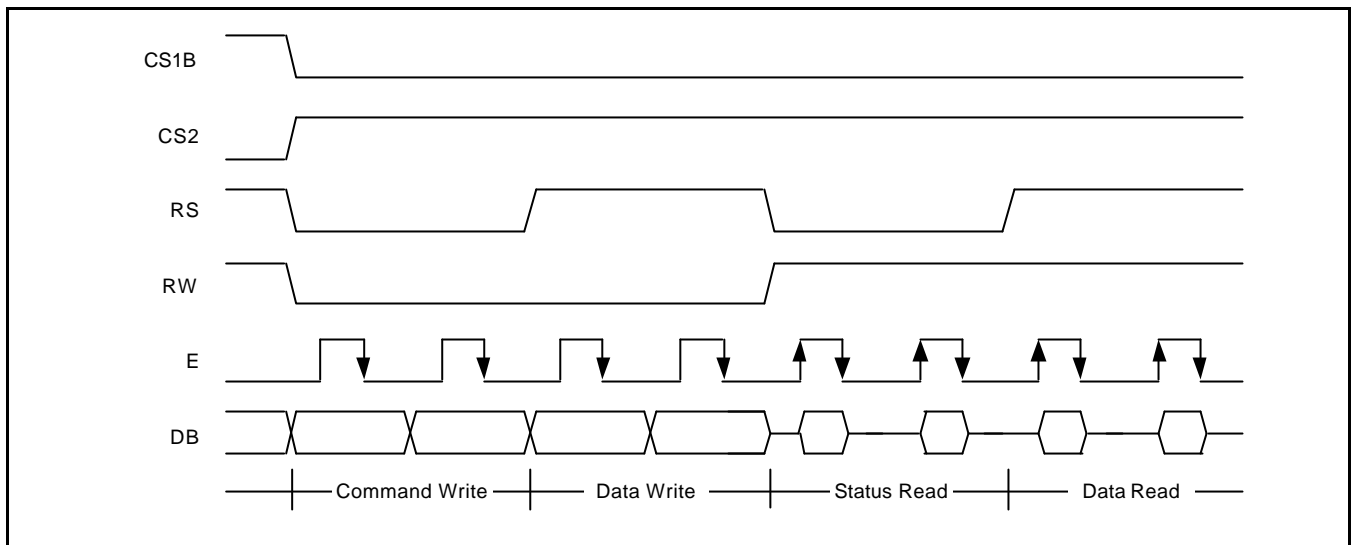 CS1B
CS2
RS
RW
E
DB
Command Write Data Write Status Read Data Read